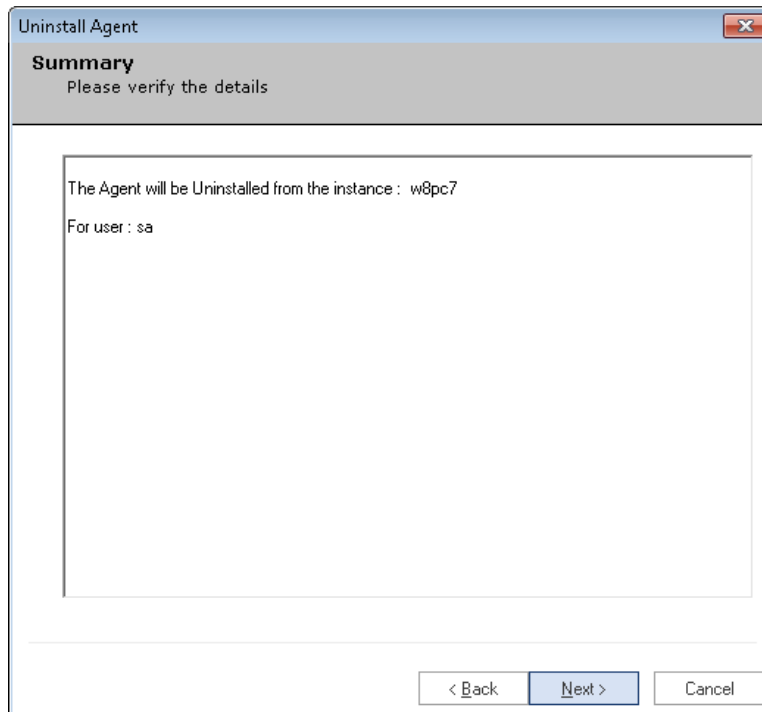 Uninstall Agent
Summary
Please verify the details
The Agent will be Uninstalled from the instance :  w8pc7
For user : sa
< Back
Next >
Cancel